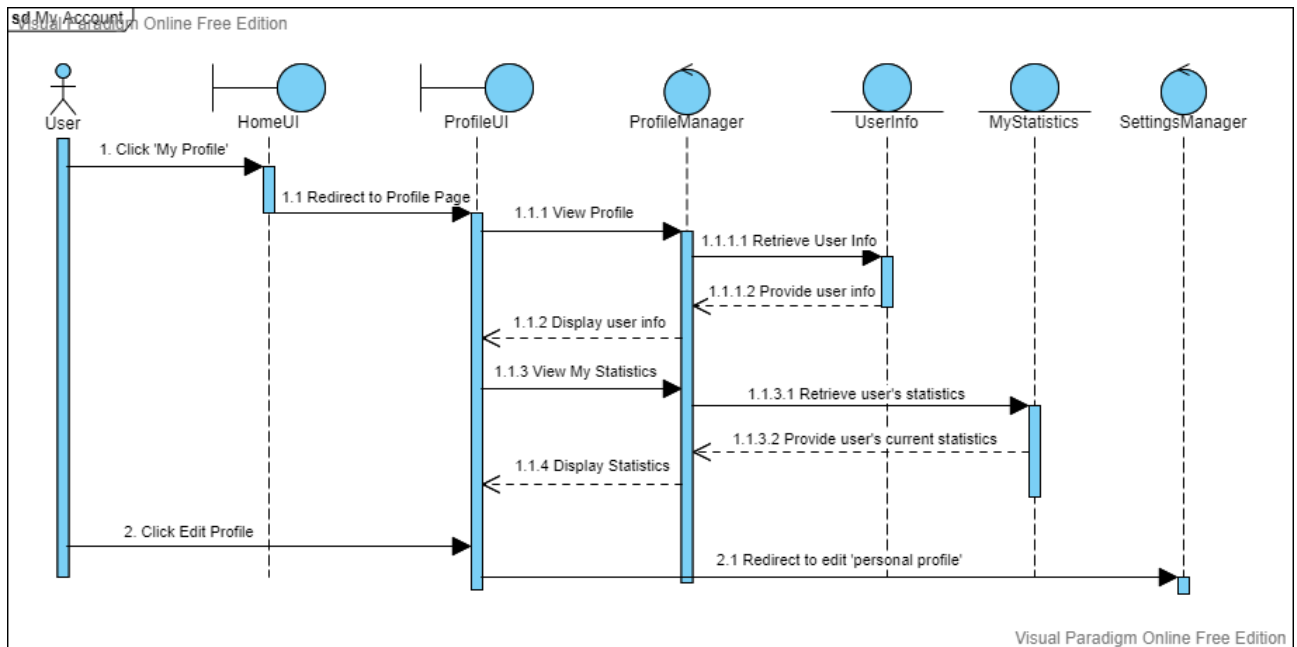 sd My Account
Visual Paradigm Online Free Edition
User
HomeUI
ProfileUI
ProfileManager
UserInfo
MyStatistics
SettingsManager
1. Click 'My Profile'
1.1 Redirect to Profile Page
1.1.1 View Profile
1.1.1.1 Retrieve User Info
1.1.1.2 Provide user info
1.1.2 Display user info
1.1.3 View My Statistics
1.1.3.1 Retrieve user's statistics
1.1.3.2 Provide user's current statistics
1.1.4 Display Statistics
2. Click Edit Profile
2.1 Redirect to edit 'personal profile'
Visual Paradigm Online Free Edition